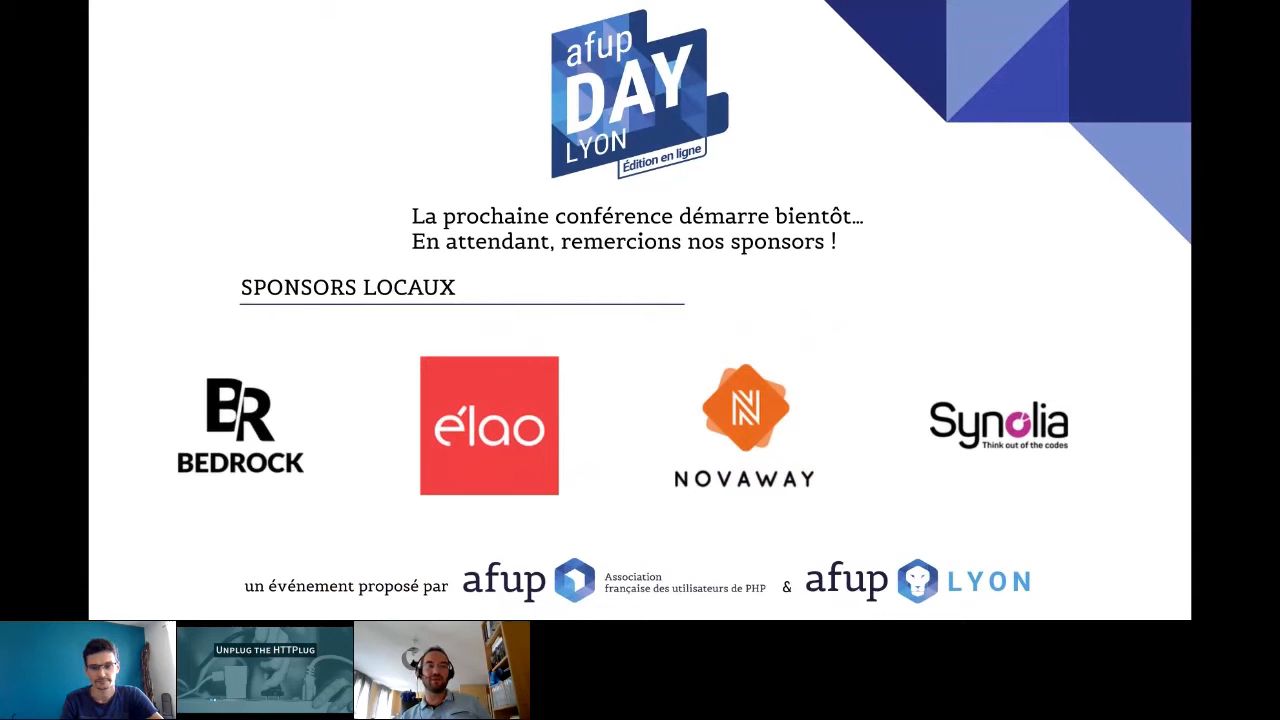 afup
DAY
LYON
Édition en ligne
La prochaine conférence démarre bientôt...
En attendant, remercions nos sponsors !
SPONSORS LOCAUX
BR
BEDROCK
élao
N
NOVAWAY
Synolia
Think out of the codes
un événement proposé par
afup
Association
française des utilisateurs de PHP
&
afup
LYON
UNPLUG THE HTTPLUG